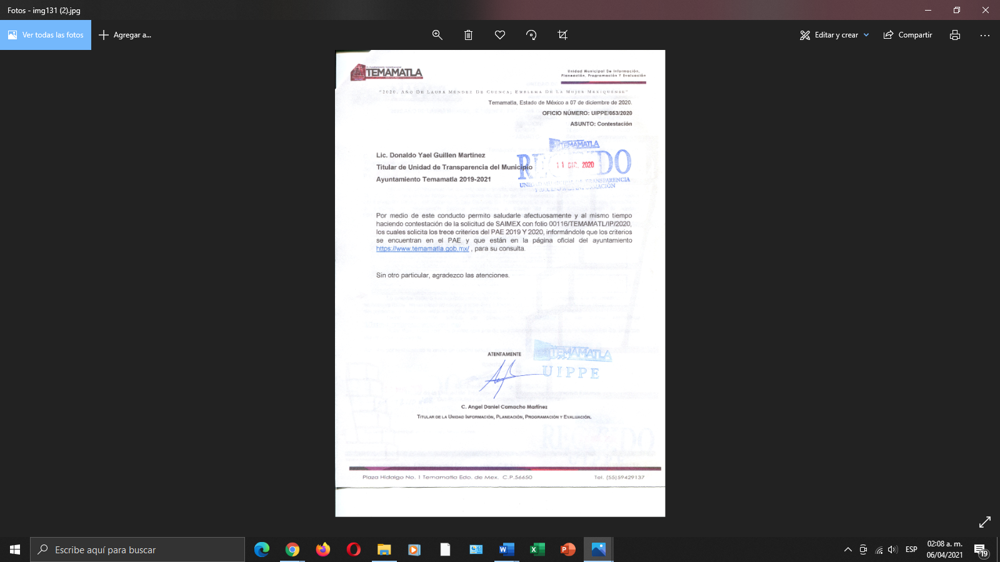 Fotos - img131 (2).jpg
Ver todas las fotos
Agregar a...
Editar y crear
Compartir
H. Ayuntamiento Constitucional
TEMAMATLA
Unidad Municipal De Información,
Planeación, Programación Y Evaluación
"2020. Año De Laura Méndez De Cuenca; Emblema De La Mujer Mexiquense"
Temamatla, Estado de México a 07 de diciembre de 2020.
OFICIO NÚMERO: UIPPE/053/2020
ASUNTO: Contestación
TEMAMATLA
RECIBIDO
11 DIC. 2020
UNIDAD MUNICIPAL DE TRANSPARENCIA
Lic. Donaldo Yael Guillen Martinez
Titular de Unidad de Transparencia del Municipio
Ayuntamiento Temamatla 2019-2021
Por medio de este conducto permito saludarle afectuosamente y al mismo tiempo
haciendo contestación de la solicitud de SAIMEX con folio 00116/TEMAMATL/IP/2020,
los cuales solicita los trece criterios del PAE 2019 Y 2020, informándole que los criterios
se encuentran en el PAE y que están en la página oficial del ayuntamiento
https://www.temamatla.gob.mx/ , para su consulta.
Sin otro particular, agradezco las atenciones.
ATENTAMENTE
TEMAMATLA
UIPPE
C. Angel Daniel Camacho Martínez
Titular de la Unidad Información, Planeación, Programación y Evaluación.
Plaza Hidalgo No. 1 Temamatla Edo. de Mex. C.P.56650
Tel. (55)59429137
Escribe aquí para buscar
ESP
02:08 a. m.
06/04/2021
19